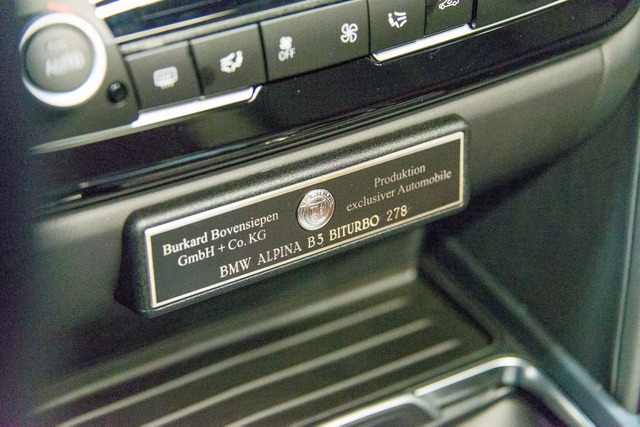 AUTO
OFF
Burkard Bovensiepen
GmbH + Co. KG
Produktion
exclusiver Automobile
BMW ALPINA B3 BITURBO 278